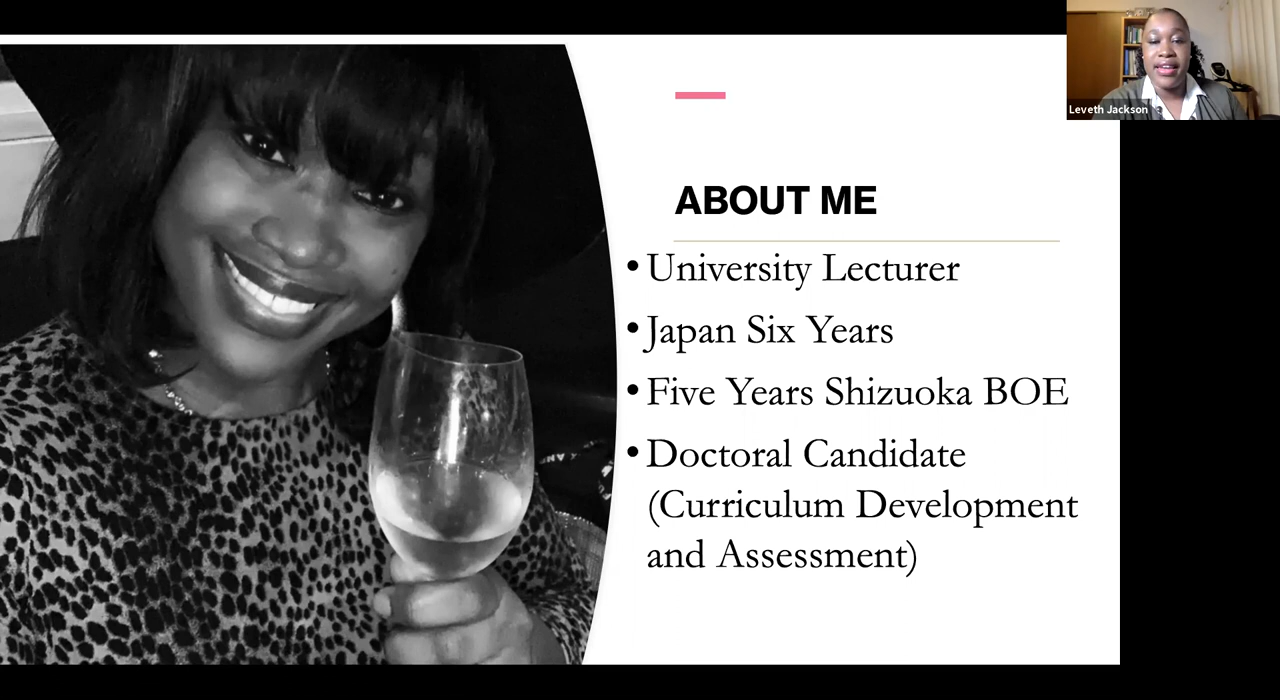 Leveth Jackson
ABOUT ME
• University Lecturer
• Japan Six Years
• Five Years Shizuoka BOE
• Doctoral Candidate
(Curriculum Development
and Assessment)